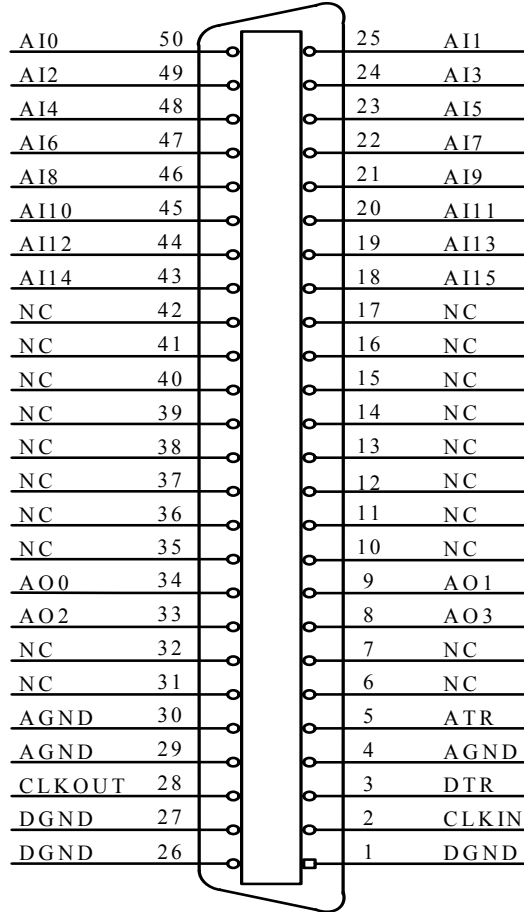 AI0 50 25 AI1
AI2 49 24 AI3
AI4 48 23 AI5
AI6 47 22 AI7
AI8 46 21 AI9
AI10 45 20 AI11
AI12 44 19 AI13
AI14 43 18 AI15
NC 42 17 NC
NC 41 16 NC
NC 40 15 NC
NC 39 14 NC
NC 38 13 NC
NC 37 12 NC
NC 36 11 NC
NC 35 10 NC
AO0 34 9 AO1
AO2 33 8 AO3
NC 32 7 NC
NC 31 6 NC
AGND 30 5 ATR
AGND 29 4 AGND
CLKOUT 28 3 DTR
DGND 27 2 CLKIN
DGND 26 1 DGND